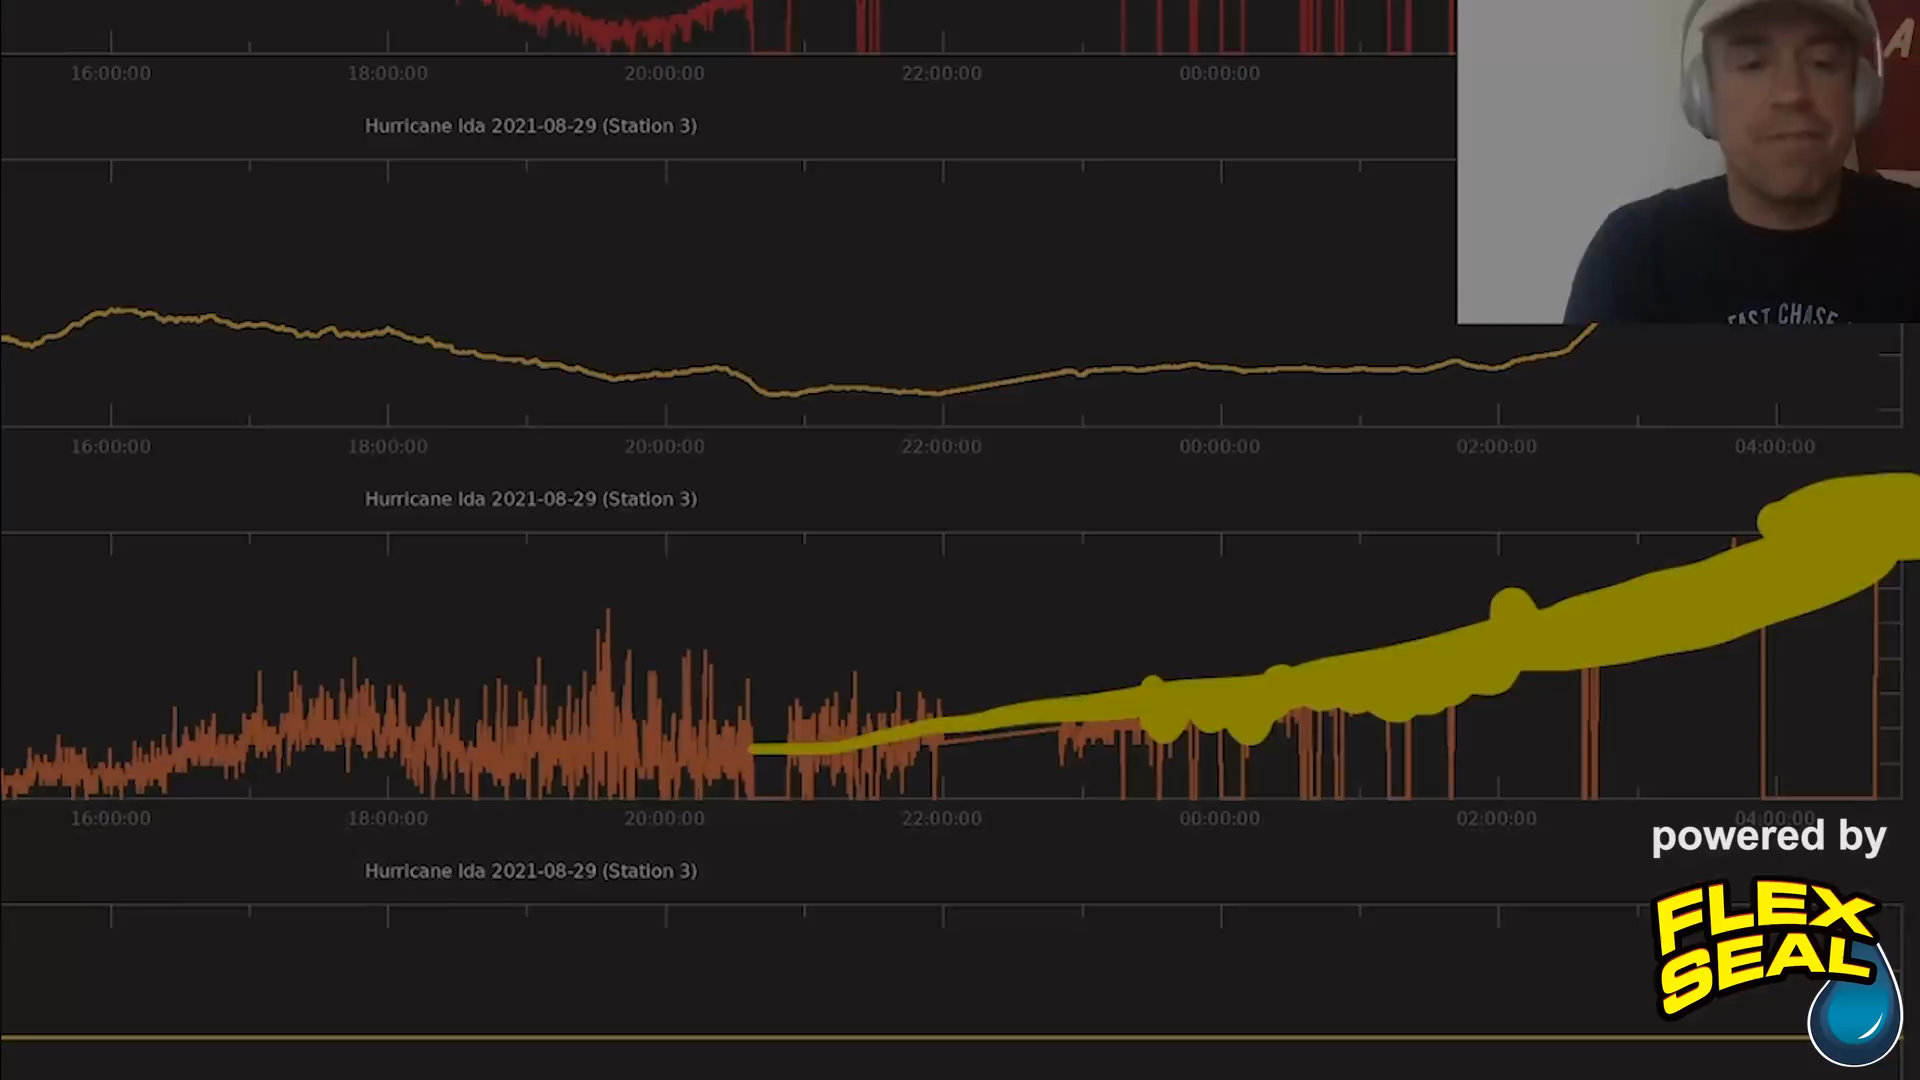 A
16:00:00 18:00:00 20:00:00 22:00:00 00:00:00
Hurricane Ida 2021-08-29 (Station 3)
FAST CHASE
16:00:00 18:00:00 20:00:00 22:00:00 00:00:00 02:00:00 04:00:00
Hurricane Ida 2021-08-29 (Station 3)
16:00:00 18:00:00 20:00:00 22:00:00 00:00:00 02:00:00 04:00:00
powered by
Hurricane Ida 2021-08-29 (Station 3)
FLEX
SEAL